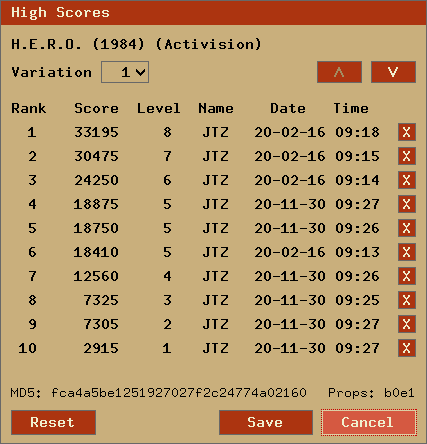 High Scores
H.E.R.O. (1984) (Activision)
Variation 1
Rank Score Level Name Date Time
1 33195 8 JTZ 20-02-16 09:18 X
2 30475 7 JTZ 20-02-16 09:15 X
3 24250 6 JTZ 20-02-16 09:14 X
4 18875 5 JTZ 20-11-30 09:27 X
5 18750 5 JTZ 20-11-30 09:26 X
6 18410 5 JTZ 20-02-16 09:13 X
7 12560 4 JTZ 20-11-30 09:26 X
8 7325 3 JTZ 20-11-30 09:25 X
9 7305 2 JTZ 20-11-30 09:27 X
10 2915 1 JTZ 20-11-30 09:27 X
MD5: fca4a5be1251927027f2c24774a02160 Props: b0e1
Reset Save Cancel